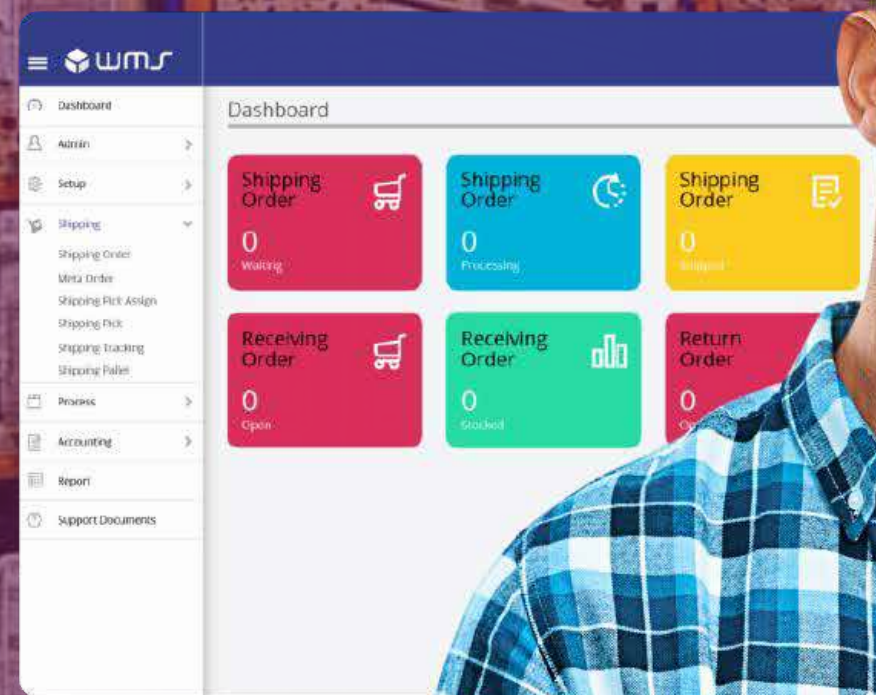 wms
Dashboard
Admin
Setup
Shipping
Shipping Order
Meta Order
Shipping Pick Assign
Shipping Pick
Shipping Tracking
Shipping Pallet
Process
Accounting
Report
Support Documents
Dashboard
Shipping
Order
0
Waiting
Shipping
Order
0
Processing
Shipping
Order
0
Shipped
Receiving
Order
0
Open
Receiving
Order
0
Stocked
Return
Order
0